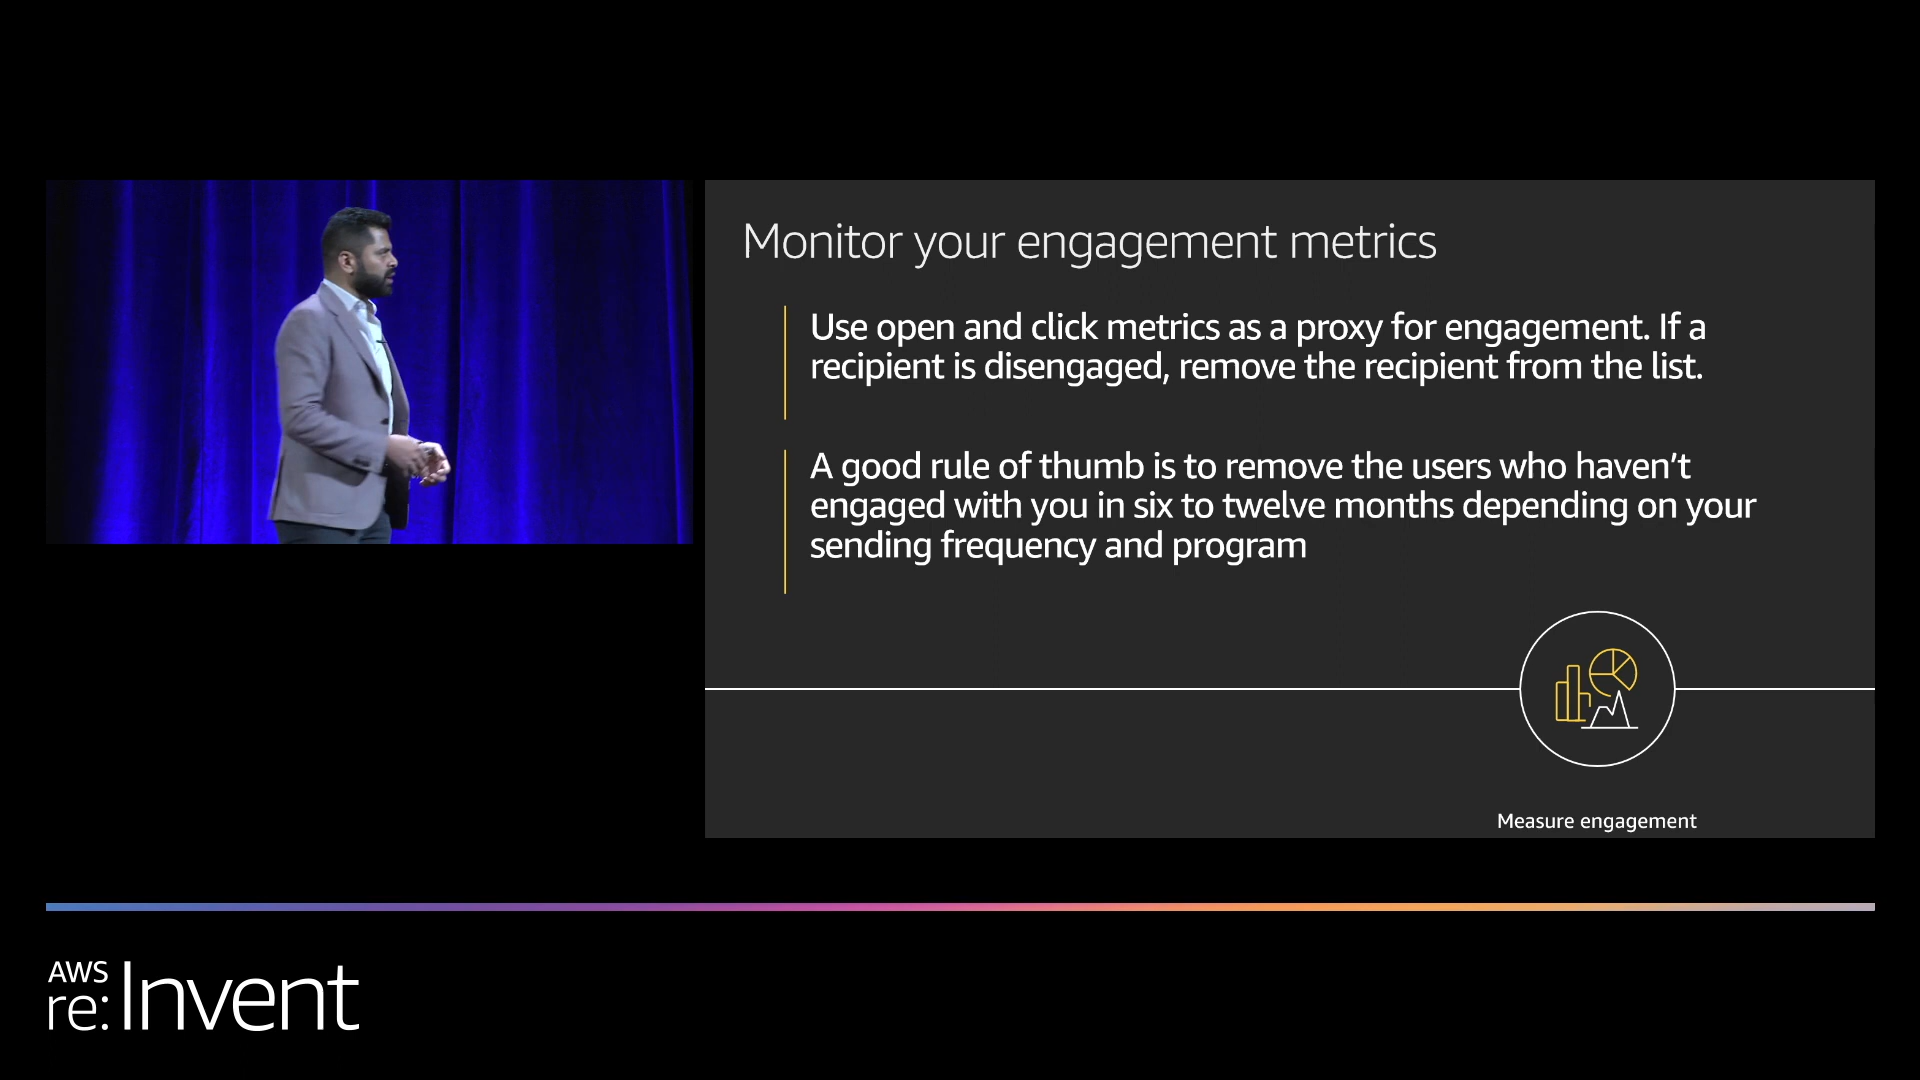 Monitor your engagement metrics
Use open and click metrics as a proxy for engagement. If a
recipient is disengaged, remove the recipient from the list.
A good rule of thumb is to remove the users who haven’t
engaged with you in six to twelve months depending on your
sending frequency and program
Measure engagement
AWS
re:Invent